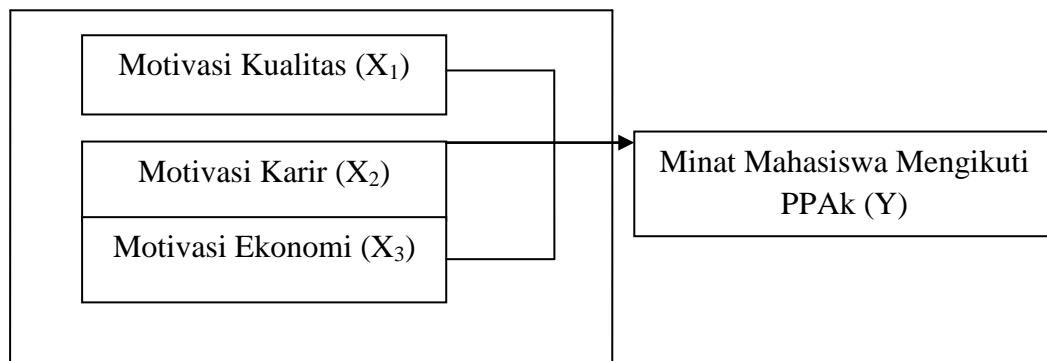 Motivasi Kualitas (X₁)
Motivasi Karir (X₂)
Motivasi Ekonomi (X₃)
Minat Mahasiswa Mengikuti
PPAk (Y)